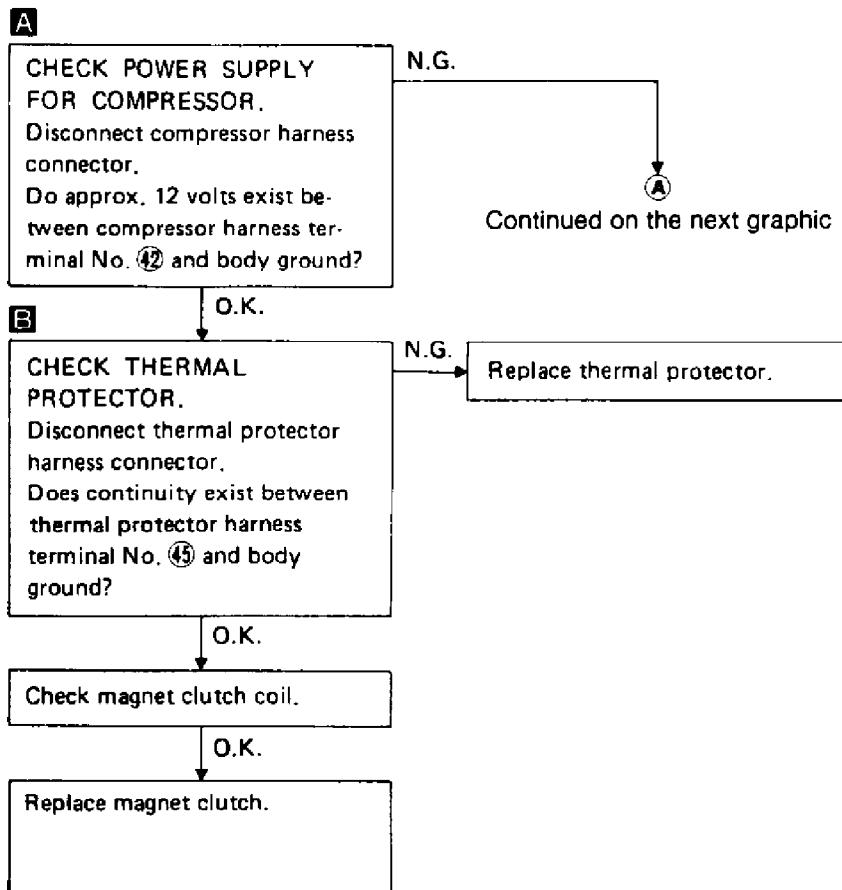 A
CHECK POWER SUPPLY
FOR COMPRESSOR.
Disconnect compressor harness
connector.
Do approx. 12 volts exist be-
tween compressor harness ter-
minal No. 42 and body ground?
N.G.
A
Continued on the next graphic
O.K.
B
CHECK THERMAL
PROTECTOR.
Disconnect thermal protector
harness connector.
Does continuity exist between
thermal protector harness
terminal No. 45 and body
ground?
N.G.
Replace thermal protector.
O.K.
Check magnet clutch coil.
O.K.
Replace magnet clutch.